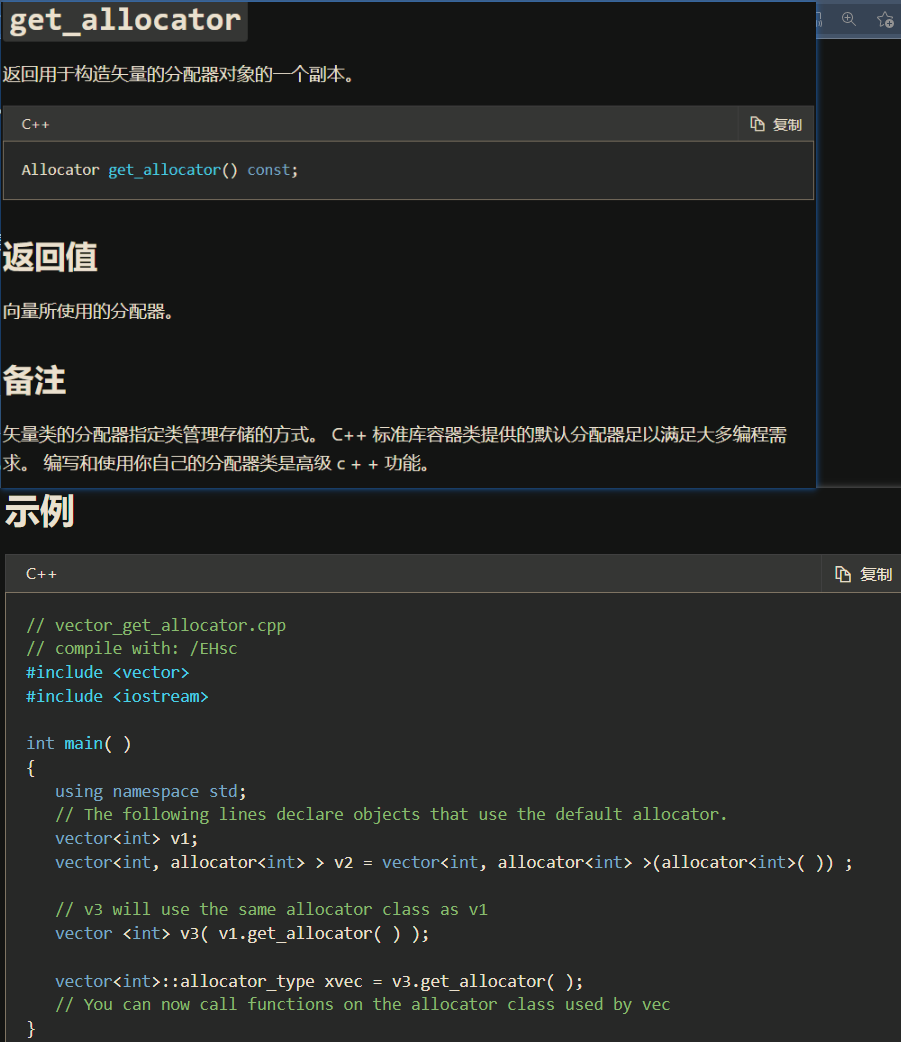 get_allocator
返回用于构造矢量的分配器对象的一个副本。
C++ 复制
Allocator get_allocator() const;
返回值
向量所使用的分配器。
备注
矢量类的分配器指定类管理存储的方式。 C++ 标准库容器类提供的默认分配器足以满足大多编程需
求。 编写和使用你自己的分配器类是高级 c + + 功能。
示例
C++ 复制
// vector_get_allocator.cpp
// compile with: /EHsc
#include <vector>
#include <iostream>
int main( )
{
using namespace std;
// The following lines declare objects that use the default allocator.
vector<int> v1;
vector<int, allocator<int> > v2 = vector<int, allocator<int> >(allocator<int>( )) ;
// v3 will use the same allocator class as v1
vector <int> v3( v1.get_allocator( ) );
vector<int>::allocator_type xvec = v3.get_allocator( );
// You can now call functions on the allocator class used by vec
}